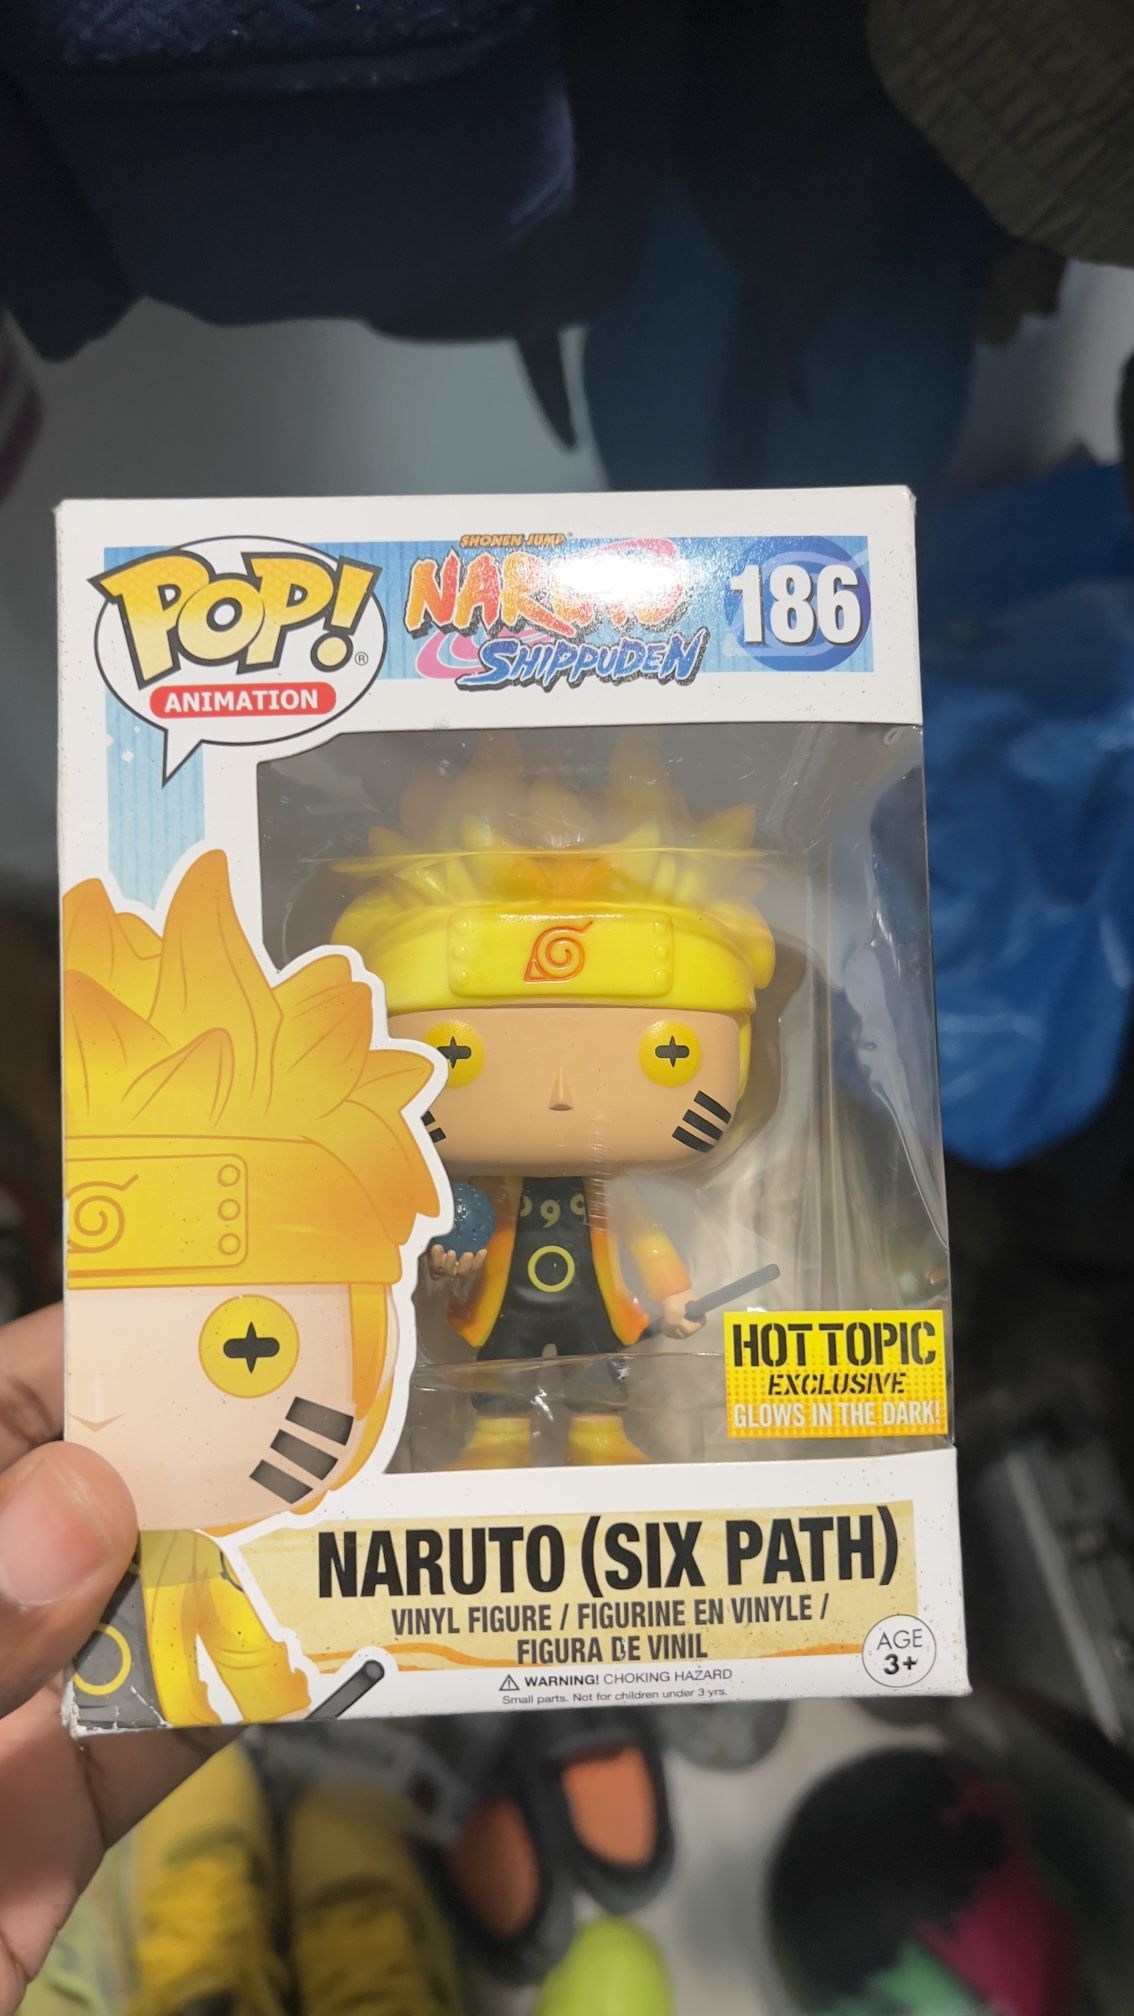 POP!®
ANIMATION
SHONEN JUMP
NARUTO
SHIPPUDEN
186
HOT TOPIC
EXCLUSIVE
GLOWS IN THE DARK!
NARUTO (SIX PATH)
VINYL FIGURE / FIGURINE EN VINYLE /
FIGURA DE VINIL
⚠ WARNING! CHOKING HAZARD
Small parts. Not for children under 3 yrs.
AGE
3+